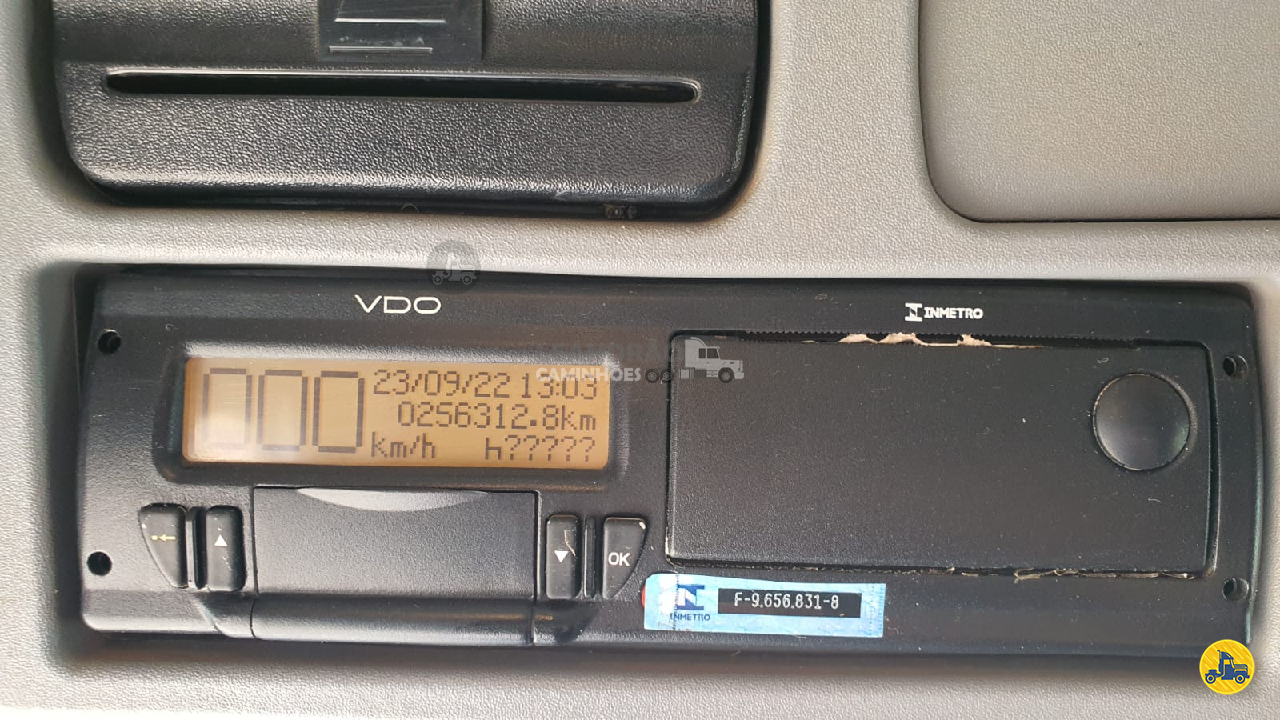 VDO
INMETRO
CAMINHÕES
000 23/09/22 13:03
0256312.8km
km/h h?????
OK
INMETRO F-9.656.831-8